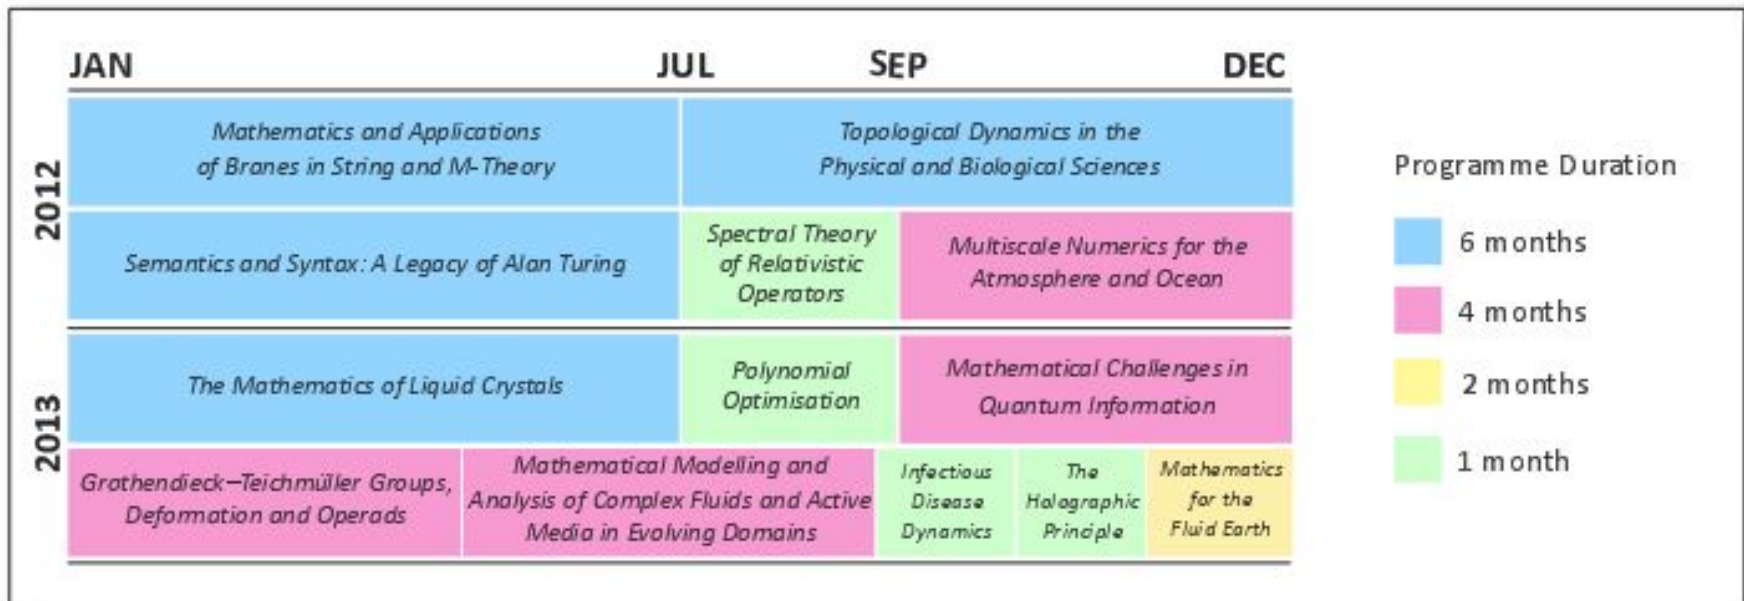 JAN JUL SEP DEC
2012
Mathematics and Applications
of Branes in String and M-Theory
Topological Dynamics in the
Physical and Biological Sciences
Semantics and Syntax: A Legacy of Alan Turing
Spectral Theory
of Relativistic
Operators
Multiscale Numerics for the
Atmosphere and Ocean
2013
The Mathematics of Liquid Crystals
Polynomial
Optimisation
Mathematical Challenges in
Quantum Information
Grothendieck–Teichmüller Groups,
Deformation and Operads
Mathematical Modelling and
Analysis of Complex Fluids and Active
Media in Evolving Domains
Infectious
Disease
Dynamics
The
Holographic
Principle
Mathematics
for the
Fluid Earth
Programme Duration
6 months
4 months
2 months
1 month